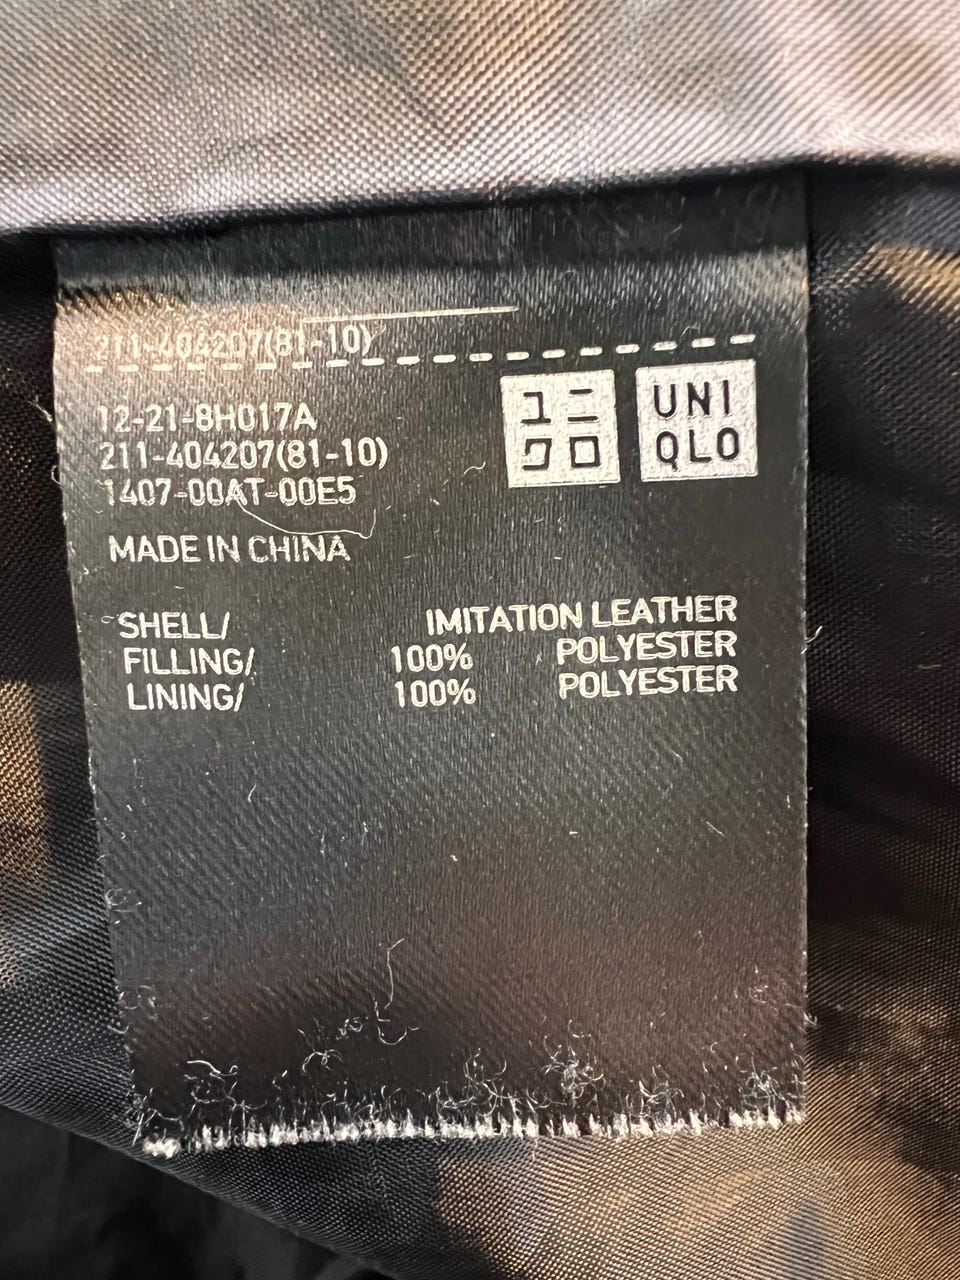 211-404207(81-10)
ユニ
クロ
UNI
QLO
12-21-8H017A
211-404207(81-10)
1407-00AT-00E5
MADE IN CHINA
SHELL/ IMITATION LEATHER
FILLING/ 100% POLYESTER
LINING/ 100% POLYESTER